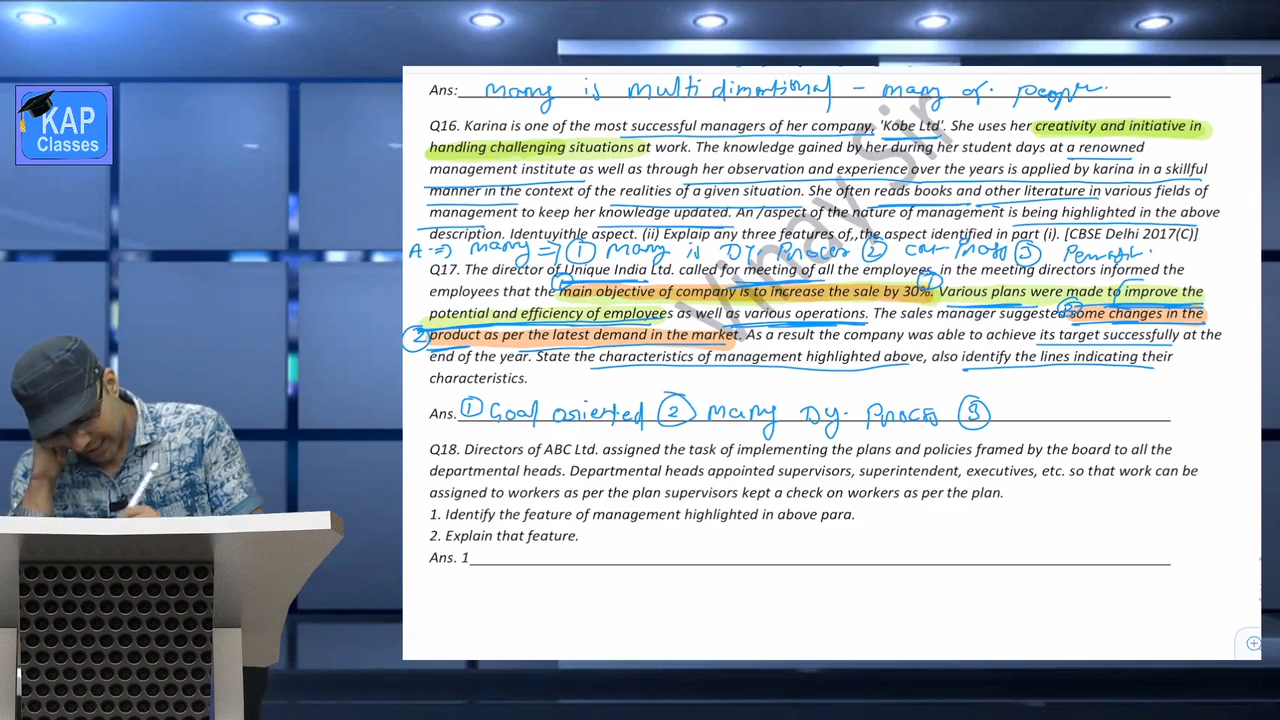 KAP
Classes
Ans: many is multi dimentional - many of people.
Q16. Karina is one of the most successful managers of her company, 'Kobe Ltd'. She uses her creativity and initiative in
handling challenging situations at work. The knowledge gained by her during her student days at a renowned
management institute as well as through her observation and experience over the years is applied by karina in a skillful
manner in the context of the realities of a given situation. She often reads books and other literature in various fields of
management to keep her knowledge updated. An /aspect of the nature of management is being highlighted in the above
description. Identuyithle aspect. (ii) Explaip any three features of,,the aspect identified in part (i). [CBSE Delhi 2017(C)]
A ⇒ many ⇒ ① many is Dy Process ②
③
Q17. The director of Unique India Ltd. called for meeting of all the employees, in the meeting directors informed the
employees that the main objective of company is to increase the sale by 30%. Various plans were made to improve the
potential and efficiency of employees as well as various operations. The sales manager suggested some changes in the
product as per the latest demand in the market. As a result the company was able to achieve its target successfully at the
end of the year. State the characteristics of management highlighted above, also identify the lines indicating their
characteristics.
Ans. ① Goal oriented ② many Dy. Process ③
Q18. Directors of ABC Ltd. assigned the task of implementing the plans and policies framed by the board to all the
departmental heads. Departmental heads appointed supervisors, superintendent, executives, etc. so that work can be
assigned to workers as per the plan supervisors kept a check on workers as per the plan.
1. Identify the feature of management highlighted in above para.
2. Explain that feature.
Ans. 1
Vinay Sir